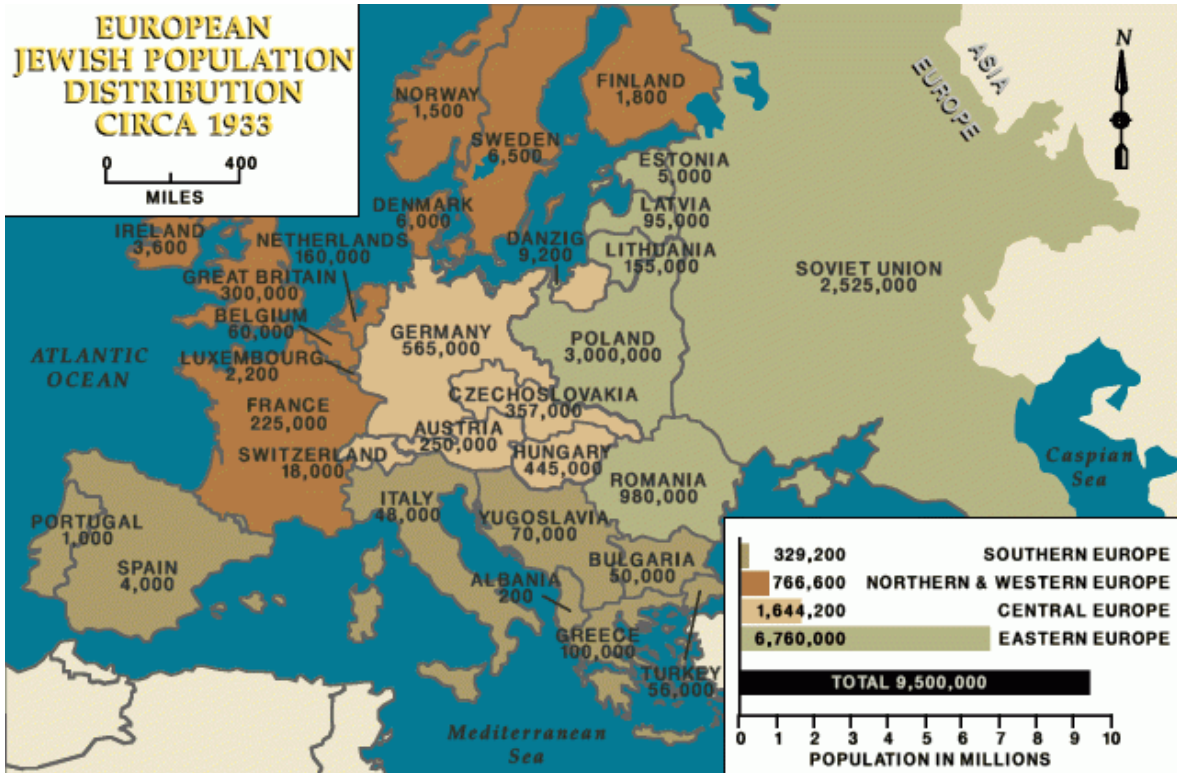 EUROPEAN
JEWISH POPULATION
DISTRIBUTION
CIRCA 1933
0 400
MILES
N
ASIA
EUROPE
NORWAY
1,500
SWEDEN
6,500
FINLAND
1,800
ESTONIA
5,000
LATVIA
95,000
LITHUANIA
155,000
DENMARK
6,000
DANZIG
9,200
IRELAND
3,600
NETHERLANDS
160,000
GREAT BRITAIN
300,000
BELGIUM
60,000
LUXEMBOURG
2,200
SOVIET UNION
2,525,000
GERMANY
565,000
POLAND
3,000,000
ATLANTIC
OCEAN
CZECHOSLOVAKIA
357,000
FRANCE
225,000
AUSTRIA
250,000
SWITZERLAND
18,000
HUNGARY
445,000
ROMANIA
980,000
Caspian
Sea
ITALY
48,000
YUGOSLAVIA
70,000
PORTUGAL
1,000
SPAIN
4,000
BULGARIA
50,000
ALBANIA
200
GREECE
100,000
TURKEY
56,000
Mediterranean
Sea
329,200 SOUTHERN EUROPE
766,600 NORTHERN & WESTERN EUROPE
1,644,200 CENTRAL EUROPE
6,760,000 EASTERN EUROPE
TOTAL 9,500,000
0 1 2 3 4 5 6 7 8 9 10
POPULATION IN MILLIONS